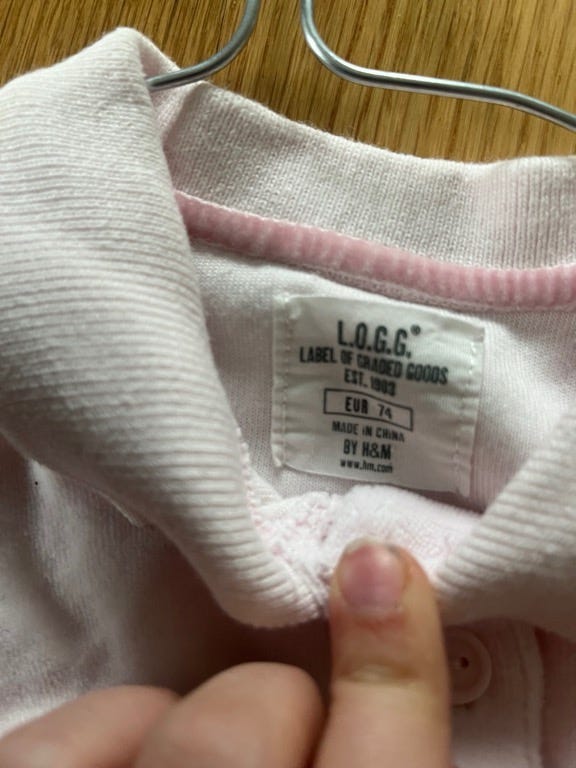 L.O.G.G.®
LABEL OF GRADED GOODS
EST. 1983
EUR 74
MADE IN CHINA
BY H&M
www.hm.com